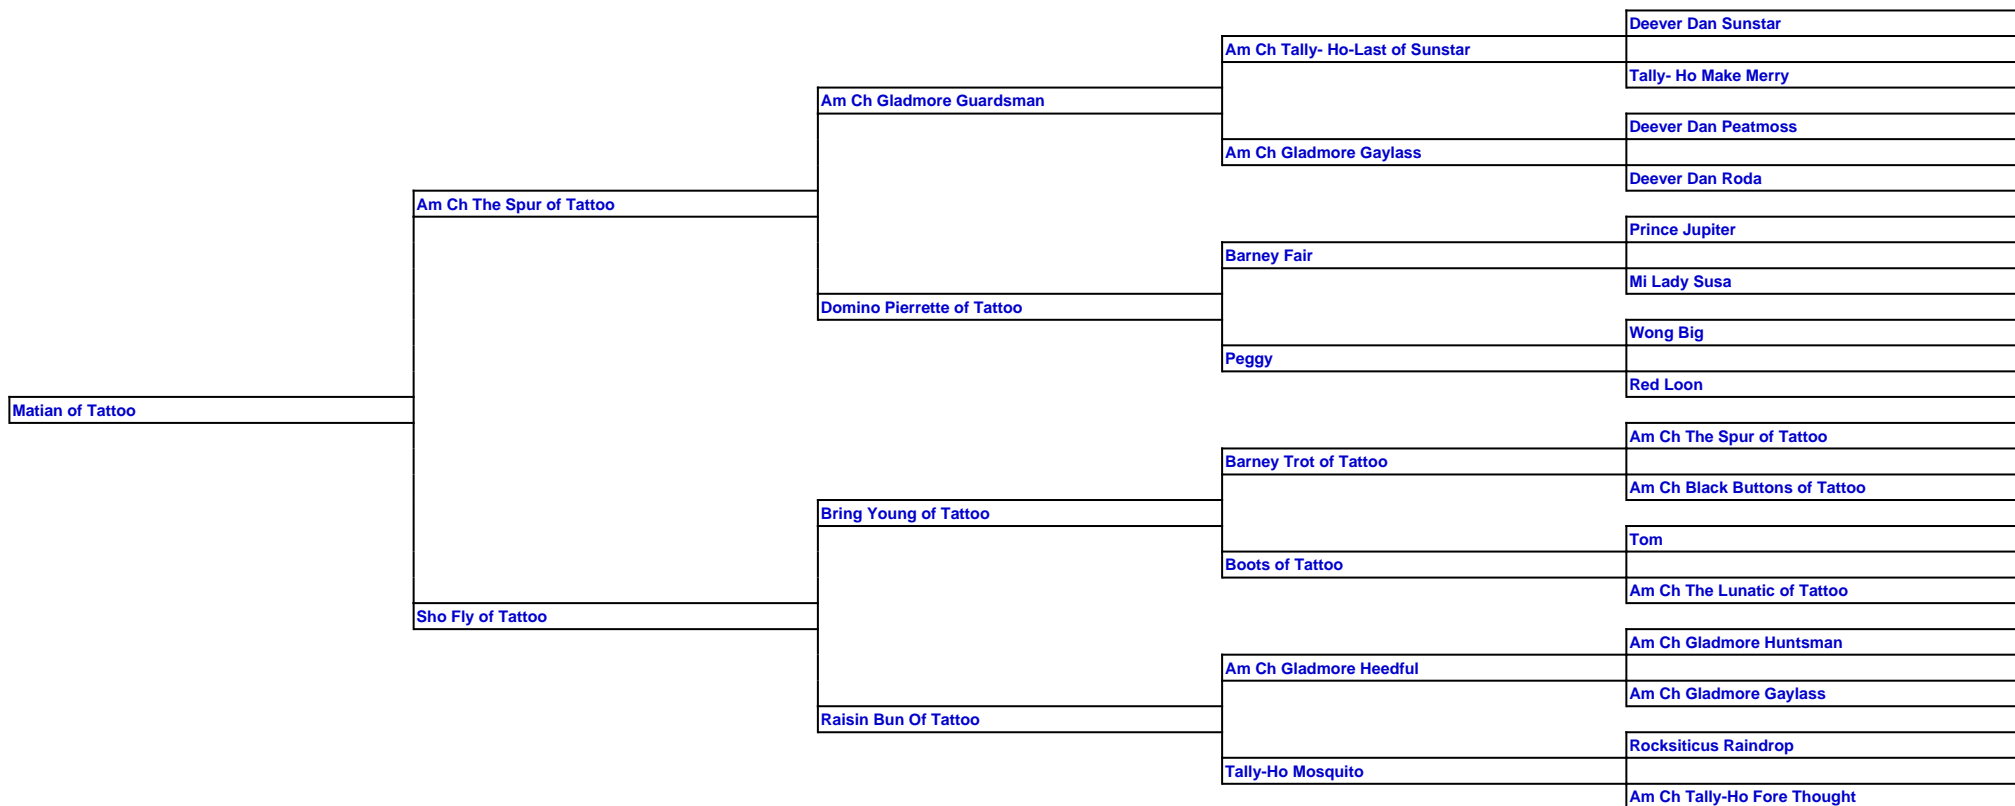 Deever Dan Sunstar
Am Ch Tally- Ho-Last of Sunstar
Tally- Ho Make Merry
Am Ch Gladmore Guardsman
Deever Dan Peatmoss
Am Ch Gladmore Gaylass
Deever Dan Roda
Am Ch The Spur of Tattoo
Prince Jupiter
Barney Fair
Mi Lady Susa
Domino Pierrette of Tattoo
Wong Big
Peggy
Red Loon
Matian of Tattoo
Am Ch The Spur of Tattoo
Barney Trot of Tattoo
Am Ch Black Buttons of Tattoo
Bring Young of Tattoo
Tom
Boots of Tattoo
Am Ch The Lunatic of Tattoo
Sho Fly of Tattoo
Am Ch Gladmore Huntsman
Am Ch Gladmore Heedful
Am Ch Gladmore Gaylass
Raisin Bun Of Tattoo
Rocksiticus Raindrop
Tally-Ho Mosquito
Am Ch Tally-Ho Fore Thought